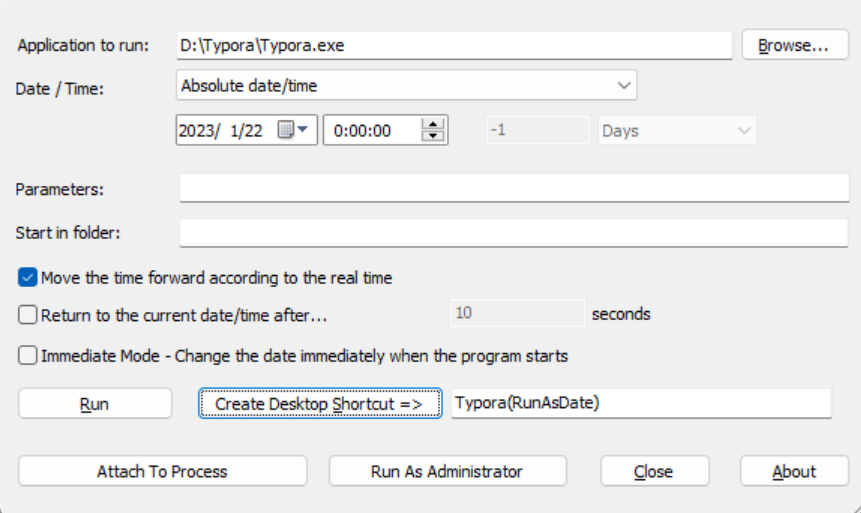 Application to run: D:\Typora\Typora.exe Browse...
Date / Time: Absolute date/time
2023/ 1/22 0:00:00 -1 Days
Parameters:
Start in folder:
Move the time forward according to the real time
Return to the current date/time after... 10 seconds
Immediate Mode - Change the date immediately when the program starts
Run Create Desktop Shortcut => Typora(RunAsDate)
Attach To Process Run As Administrator Close About